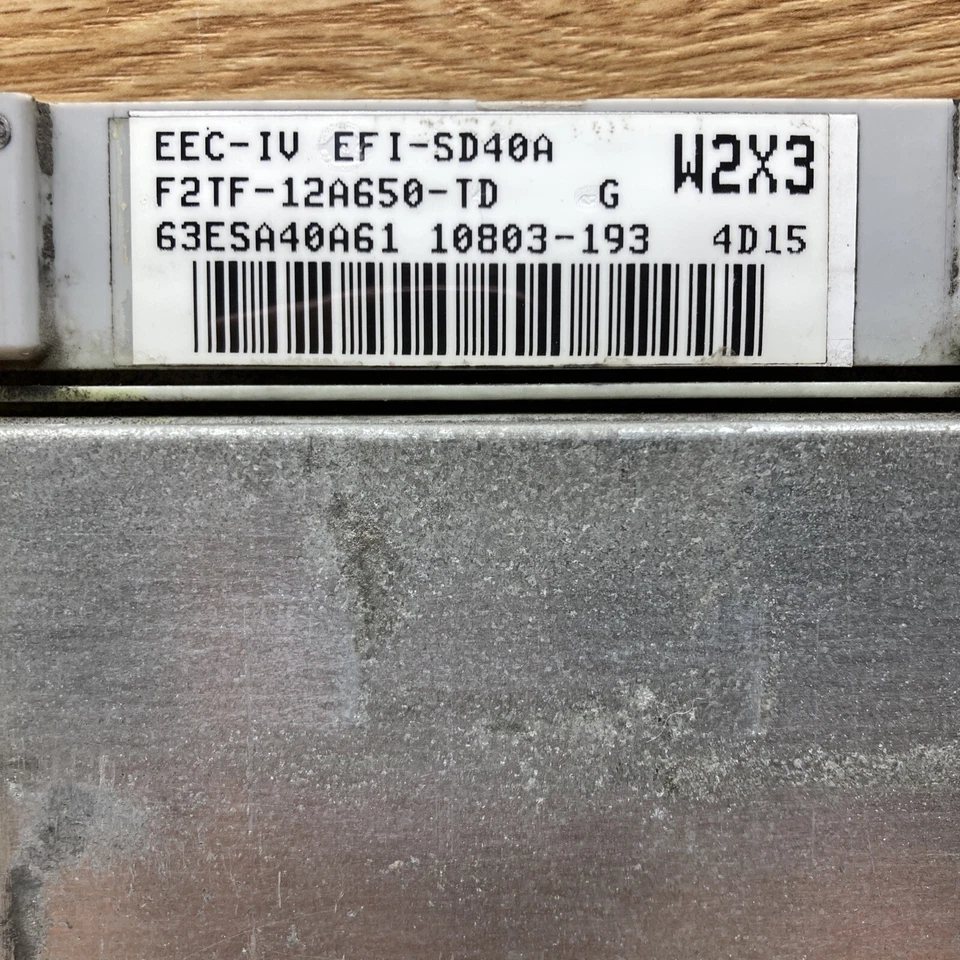 EEC-IV EFI-SD40A W2X3
F2TF-12A650-TD G
63ESA40A61 10803-193 4D15